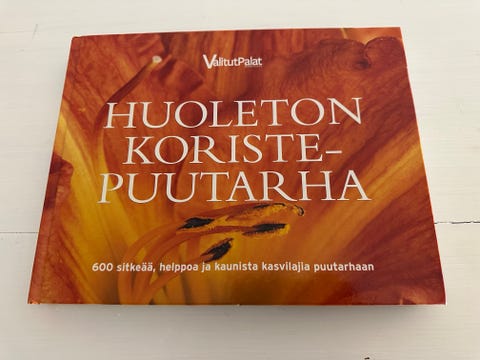 ValitutPalat
HUOLETON
KORISTE-
PUUTARHA
600 sitkeää, helppoa ja kaunista kasvilajia puutarhaan